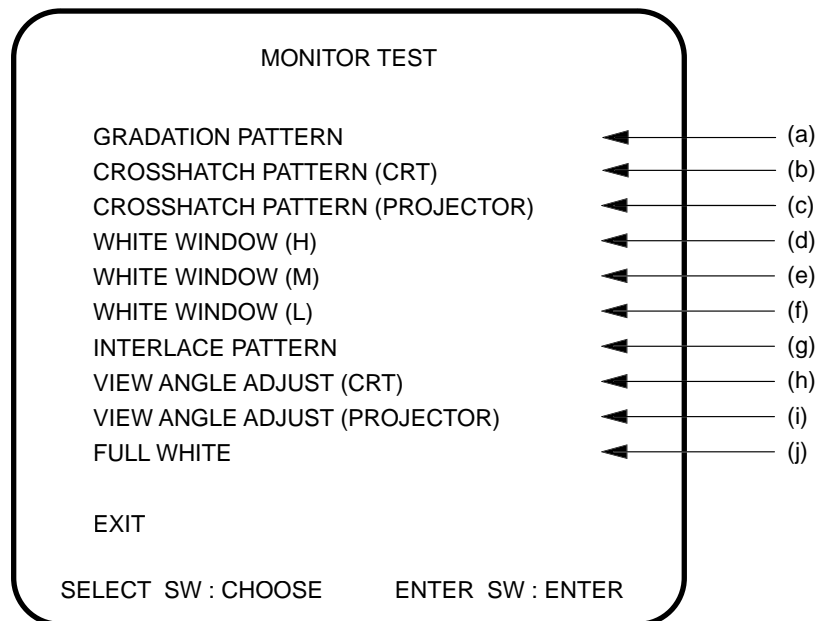 MONITOR TEST
GRADATION PATTERN (a)
CROSSHATCH PATTERN (CRT) (b)
CROSSHATCH PATTERN (PROJECTOR) (c)
WHITE WINDOW (H) (d)
WHITE WINDOW (M) (e)
WHITE WINDOW (L) (f)
INTERLACE PATTERN (g)
VIEW ANGLE ADJUST (CRT) (h)
VIEW ANGLE ADJUST (PROJECTOR) (i)
FULL WHITE (j)
EXIT
SELECT SW : CHOOSE ENTER SW : ENTER